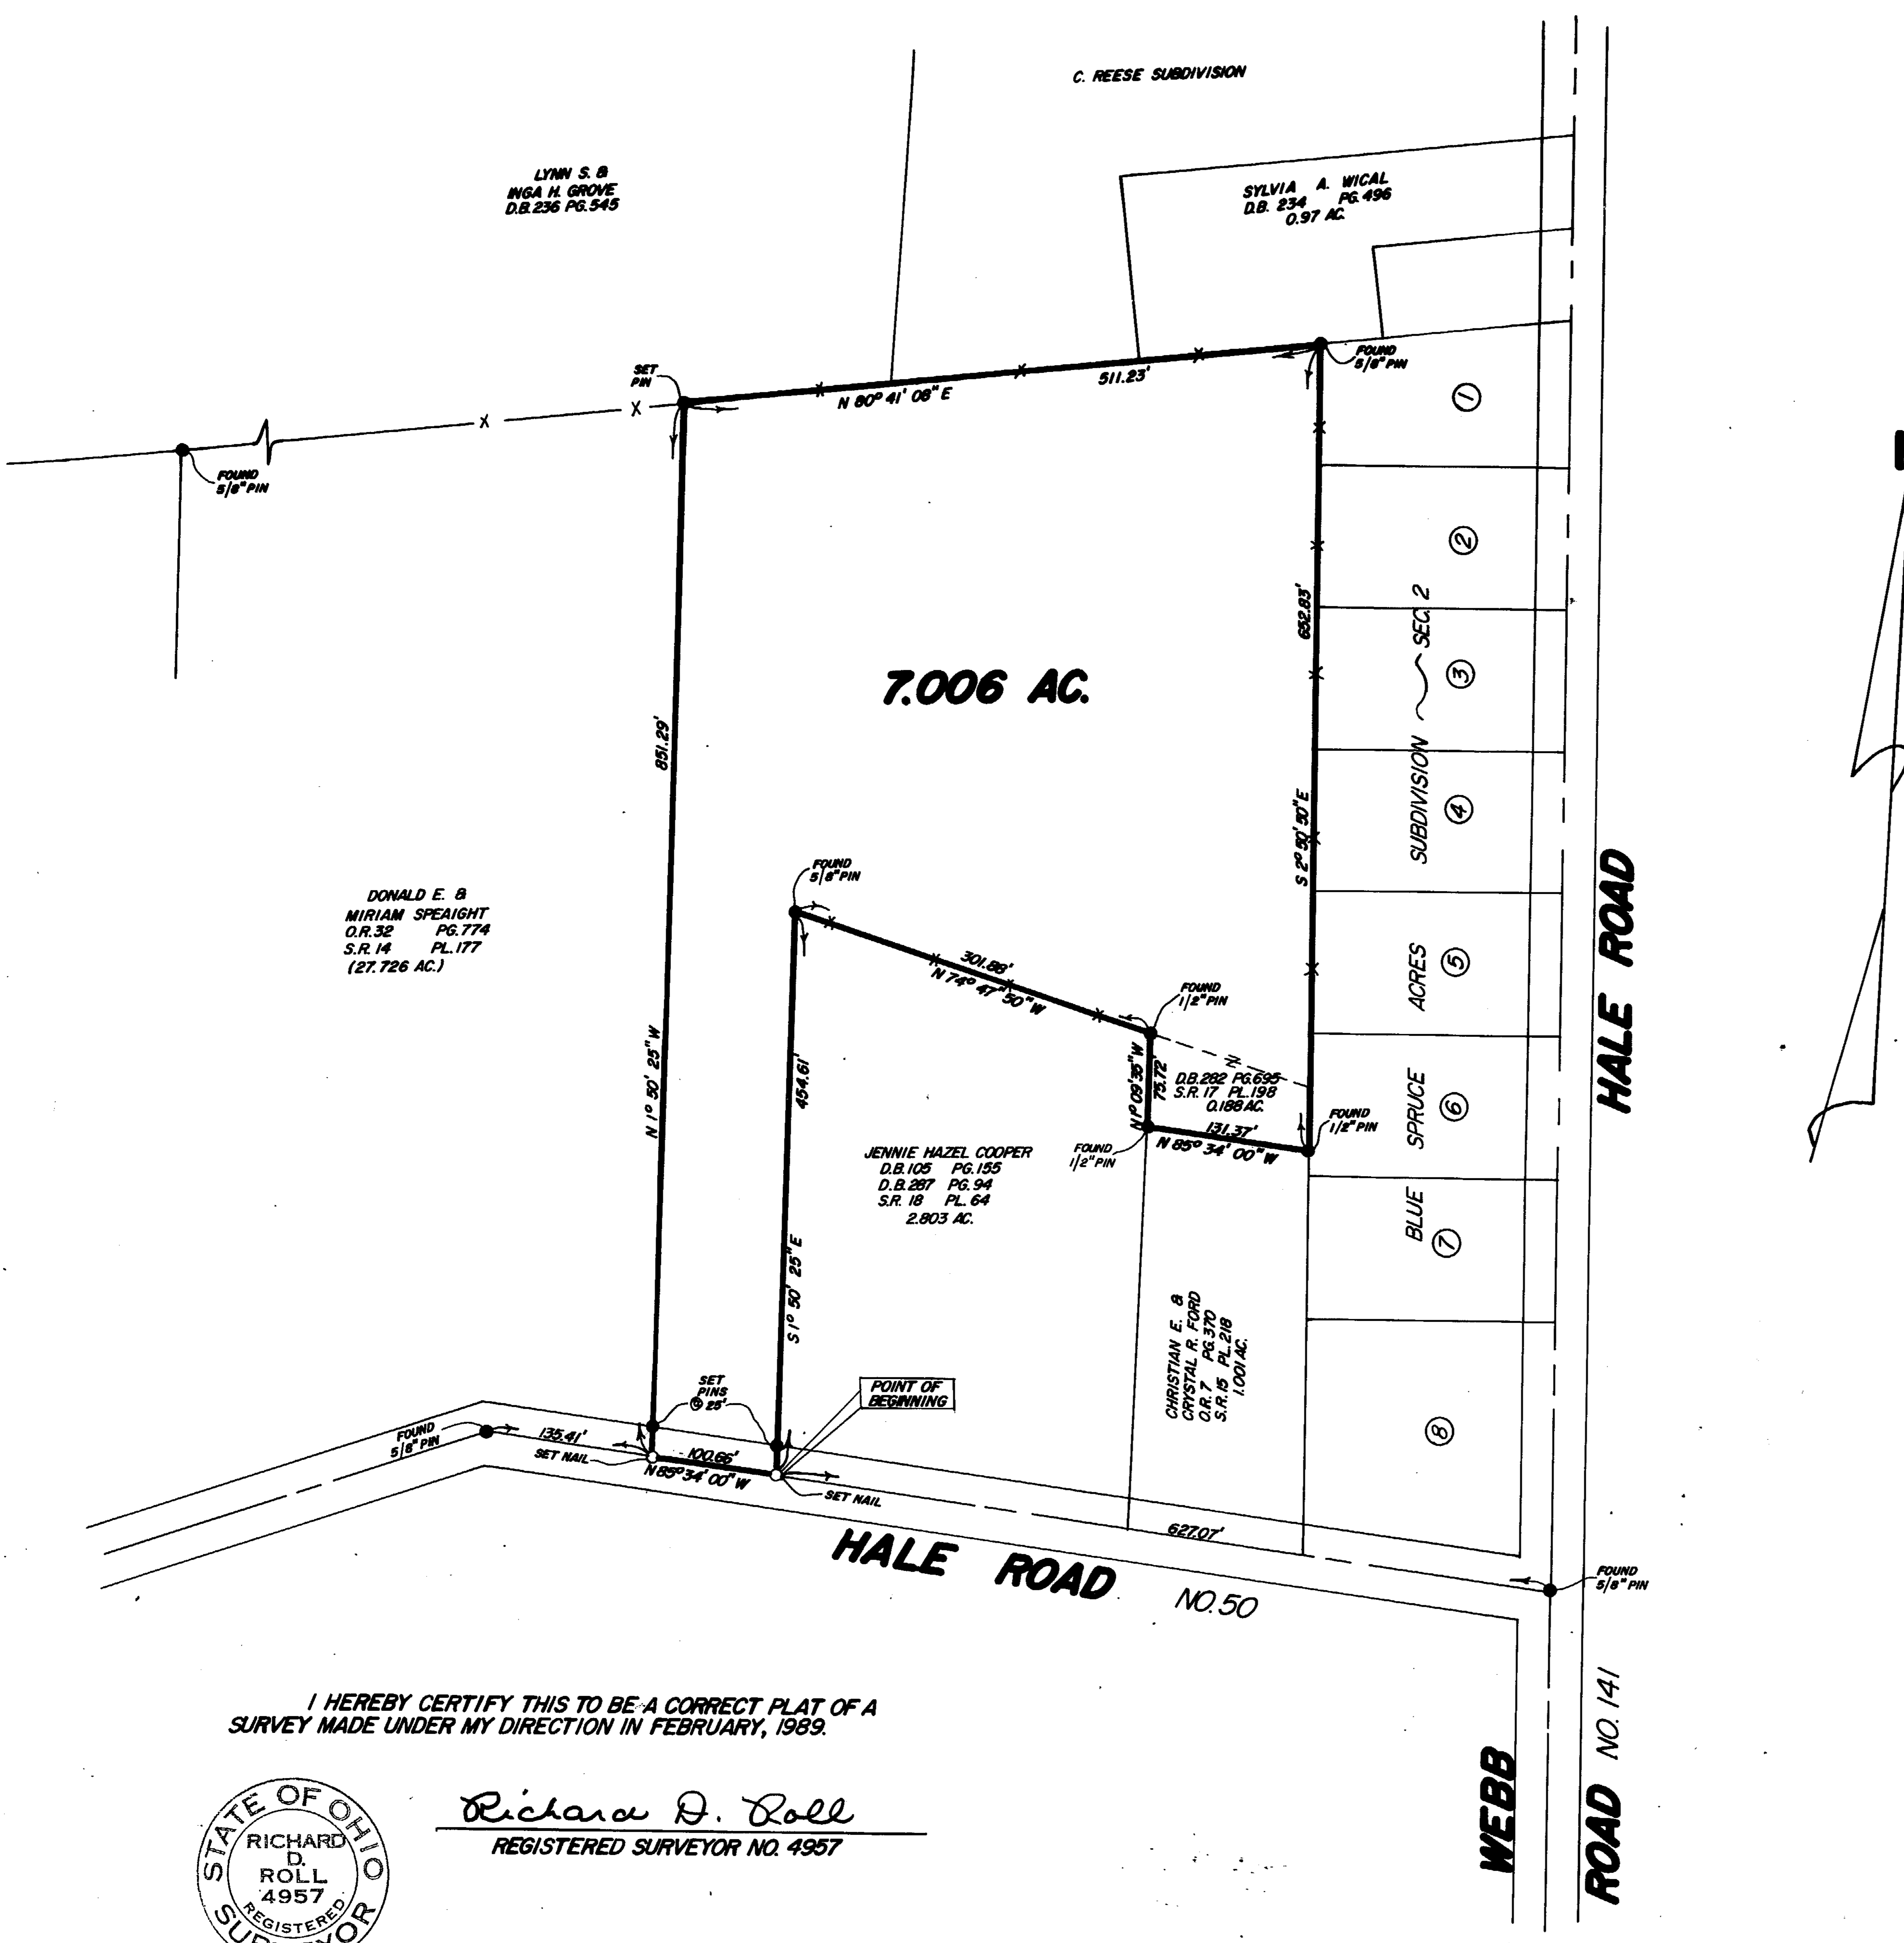 C. REESE SUBDIVISION
LYNN S. &
INGA H. GROVE
D.B. 236 PG. 545
SYLVIA A. WICAL
D.B. 234 PG. 496
0.97 AC.
SET
PIN
FOUND
5/8" PIN
N 80° 41' 08" E
511.23'
FOUND
5/8" PIN
1
2
3
4
5
6
7
8
BLUE SPRUCE ACRES SUBDIVISION SEC. 2
652.83'
S 2° 50' 50" E
7.006 AC.
851.29'
N 1° 50' 25" W
FOUND
5/8" PIN
DONALD E. &
MIRIAM SPEAIGHT
O.R. 32 PG. 774
S.R. 14 PL. 177
(27.726 AC.)
301.88'
N 74° 47' 50" W
FOUND
1/2" PIN
454.61'
S 1° 50' 25" E
N 1° 09' 35" W
75.72'
D.B. 282 PG. 695
S.R. 17 PL. 198
0.188 AC.
131.37'
N 85° 34' 00" W
FOUND
1/2" PIN
FOUND
1/2" PIN
JENNIE HAZEL COOPER
D.B. 105 PG. 155
D.B. 287 PG. 94
S.R. 18 PL. 64
2.803 AC.
CHRISTIAN E. &
CRYSTAL R. FORD
O.R. 7 PG. 370
S.R. 15 PL. 218
1.001 AC.
HALE ROAD
SET
PINS
@ 25'
POINT OF
BEGINNING
FOUND
5/8" PIN
135.41'
SET NAIL
100.66'
N 85° 34' 00" W
SET NAIL
627.07'
HALE ROAD NO. 50
FOUND
5/8" PIN
WEBB
ROAD NO. 141
I HEREBY CERTIFY THIS TO BE A CORRECT PLAT OF A
SURVEY MADE UNDER MY DIRECTION IN FEBRUARY, 1989.
Richard D. Roll
REGISTERED SURVEYOR NO. 4957
STATE OF OHIO
RICHARD
D.
ROLL
4957
REGISTERED
SURVEYOR